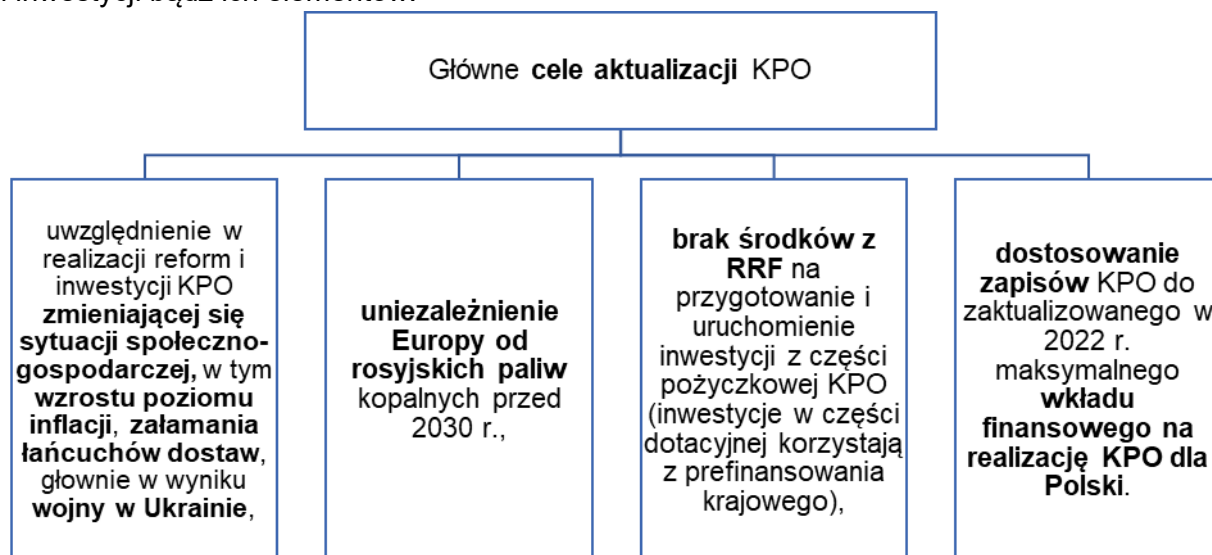 Główne cele aktualizacji KPO
uwzględnienie w
realizacji reform i
inwestycji KPO
zmieniającej się
sytuacji społeczno-
gospodarczej, w tym
wzrostu poziomu
inflacji, załamania
łańcuchów dostaw,
głownie w wyniku
wojny w Ukrainie,
uniezależnienie
Europy od
rosyjskich paliw
kopalnych przed
2030 r.,
brak środków z
RRF na
przygotowanie i
uruchomienie
inwestycji z części
pożyczkowej KPO
(inwestycje w części
dotacyjnej korzystają
z prefinansowania
krajowego),
dostosowanie
zapisów KPO do
zaktualizowanego w
2022 r.
maksymalnego
wkładu
finansowego na
realizację KPO dla
Polski.